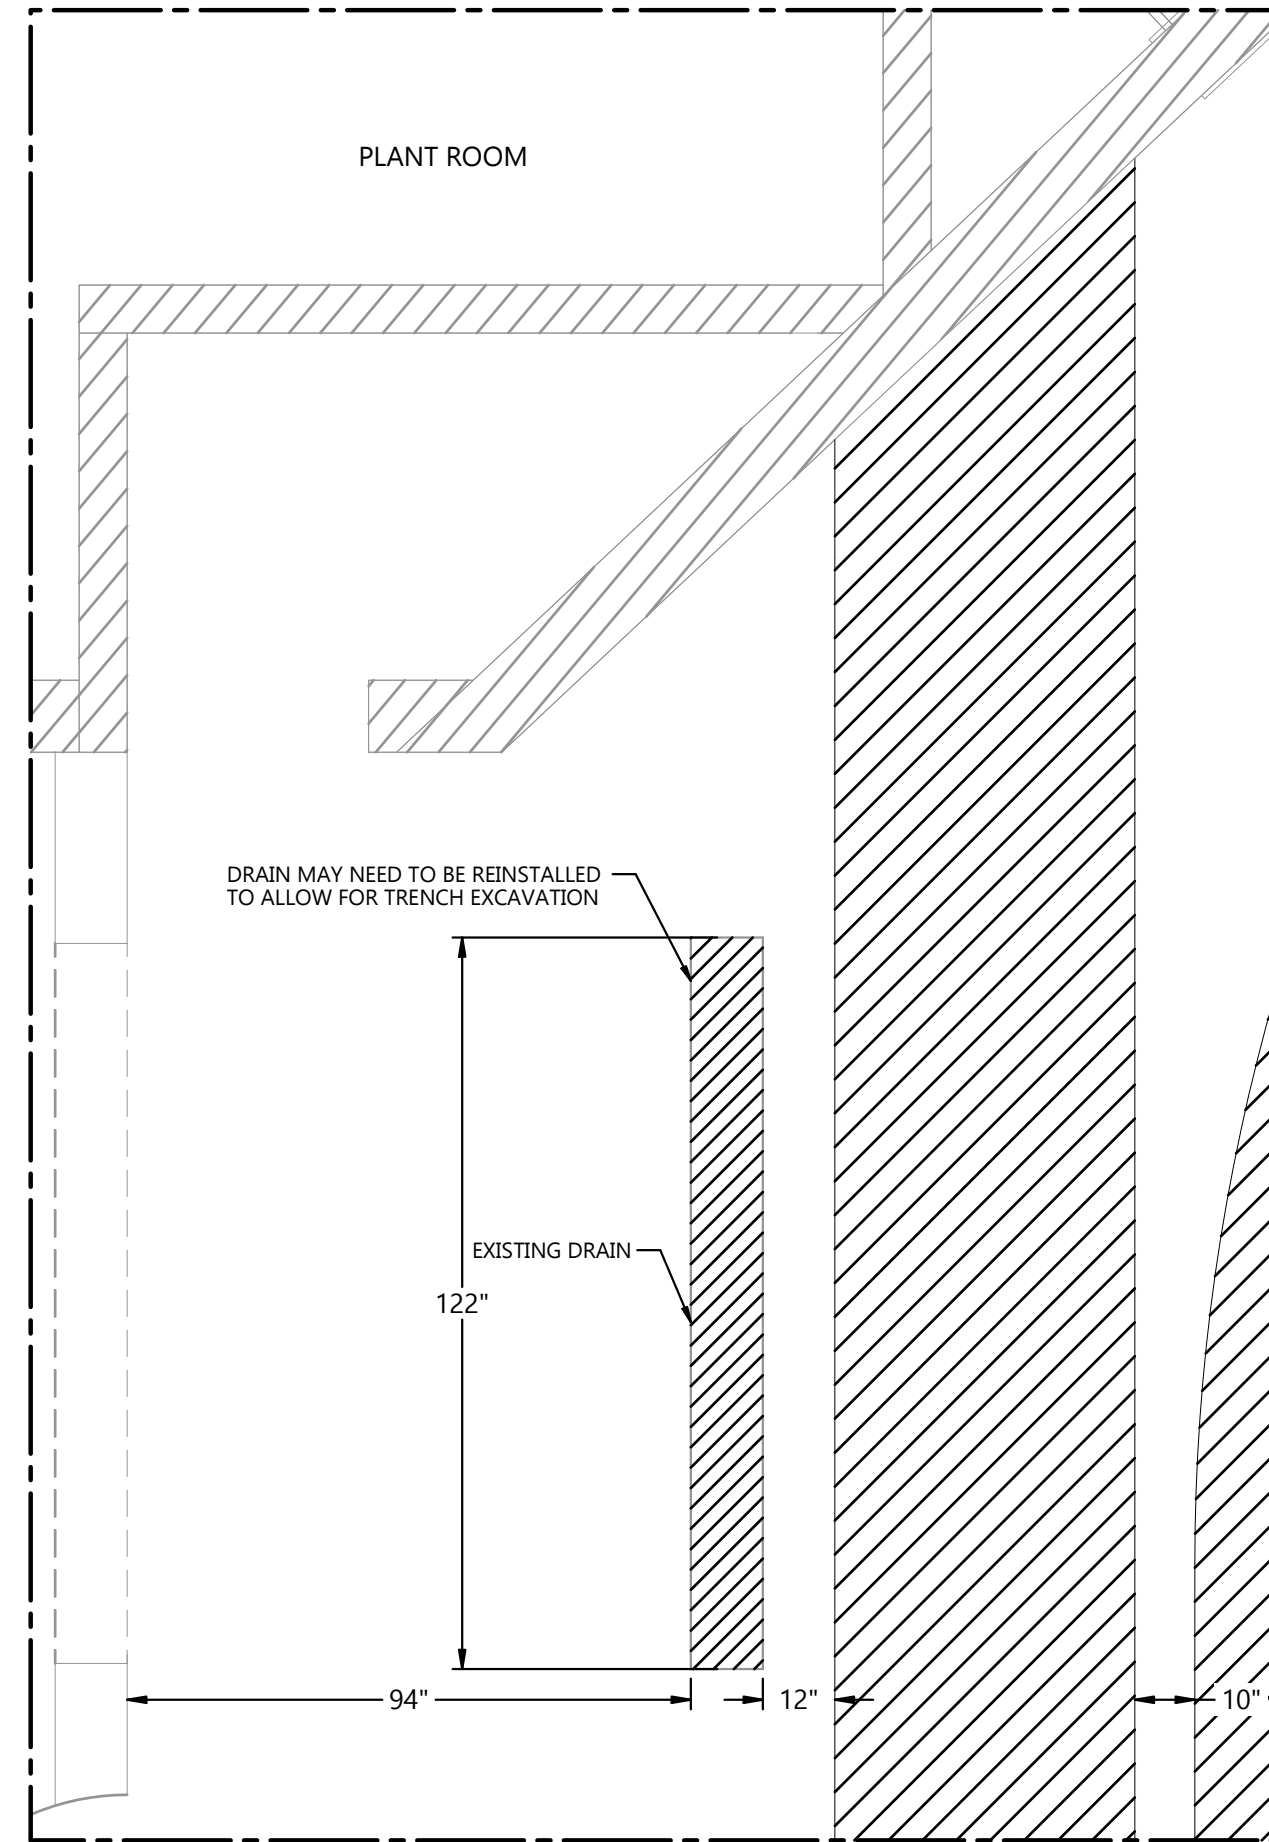 PLANT ROOM
DRAIN MAY NEED TO BE REINSTALLED
TO ALLOW FOR TRENCH EXCAVATION
EXISTING DRAIN
122"
94"
12"
10"